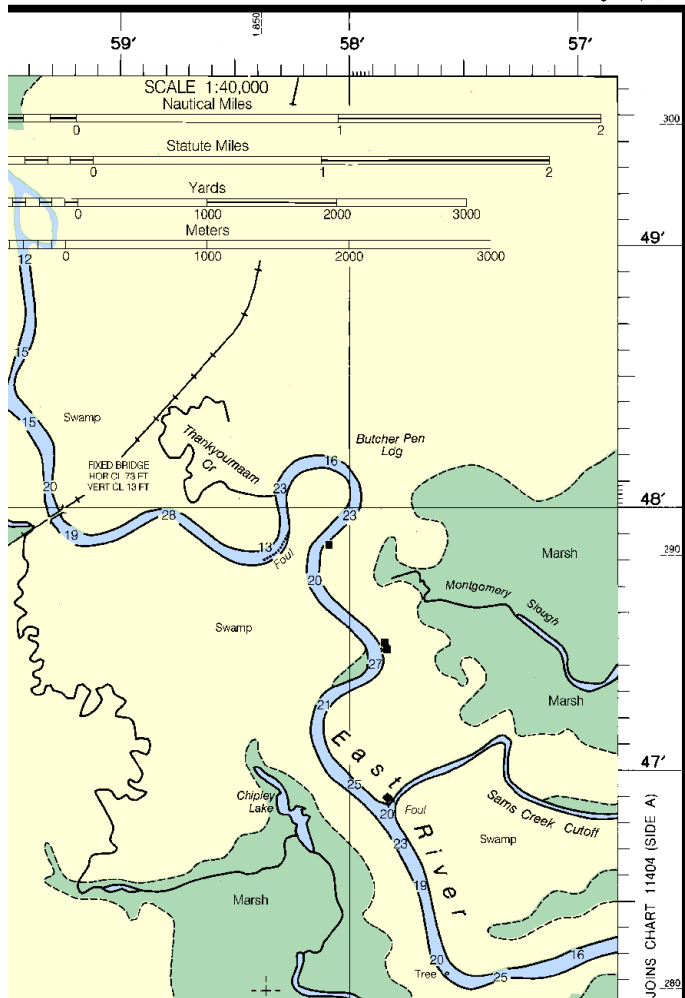 1,850
59' 58' 57'
SCALE 1:40,000
Nautical Miles
0 1 2
300
Statute Miles
0 1 2
Yards
0 1000 2000 3000
Meters
0 1000 2000 3000
49'
12
15
15
Swamp
Thankyoumaam
Cr
Butcher Pen
Ldg
16
FIXED BRIDGE
HOR CL 73 FT
VERT CL 13 FT
20
23
48'
23
28
19
13
Foul
290
Marsh
20
Montgomery
Slough
Swamp
27
Marsh
21
East River
47'
25
Chipley
Lake
20
Foul
Sams Creek Cutoff
23
Swamp
19
Marsh
20
16
Tree
25
JOINS CHART 11404 (SIDE A)
280